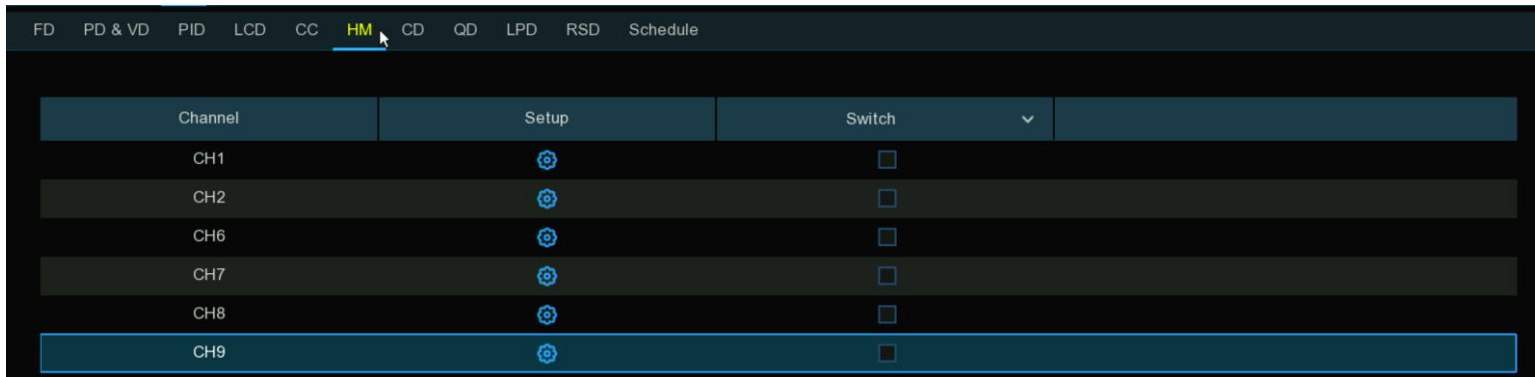 FD PD & VD PID LCD CC HM CD QD LPD RSD Schedule
Channel Setup Switch
CH1
CH2
CH6
CH7
CH8
CH9